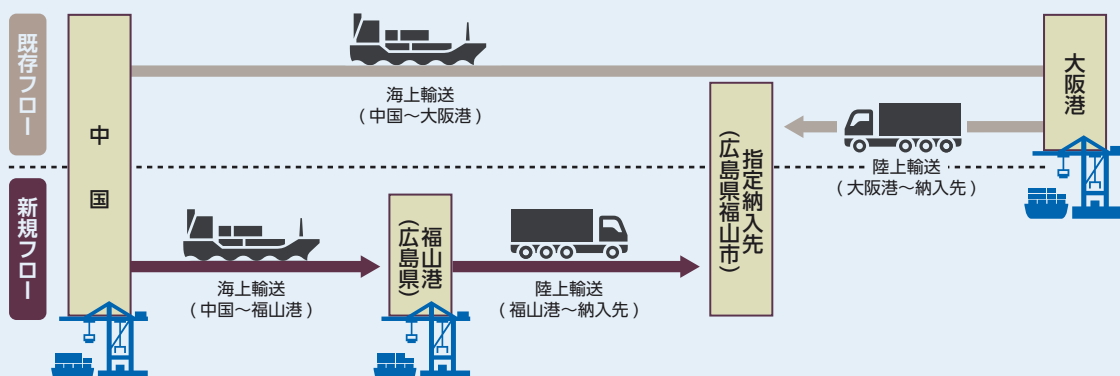 既存フロー
中国
海上輸送
(中国〜大阪港)
大阪港
陸上輸送
(大阪港〜納入先)
指定納入先
(広島県福山市)
新規フロー
海上輸送
(中国〜福山港)
福山港
(広島県)
陸上輸送
(福山港〜納入先)